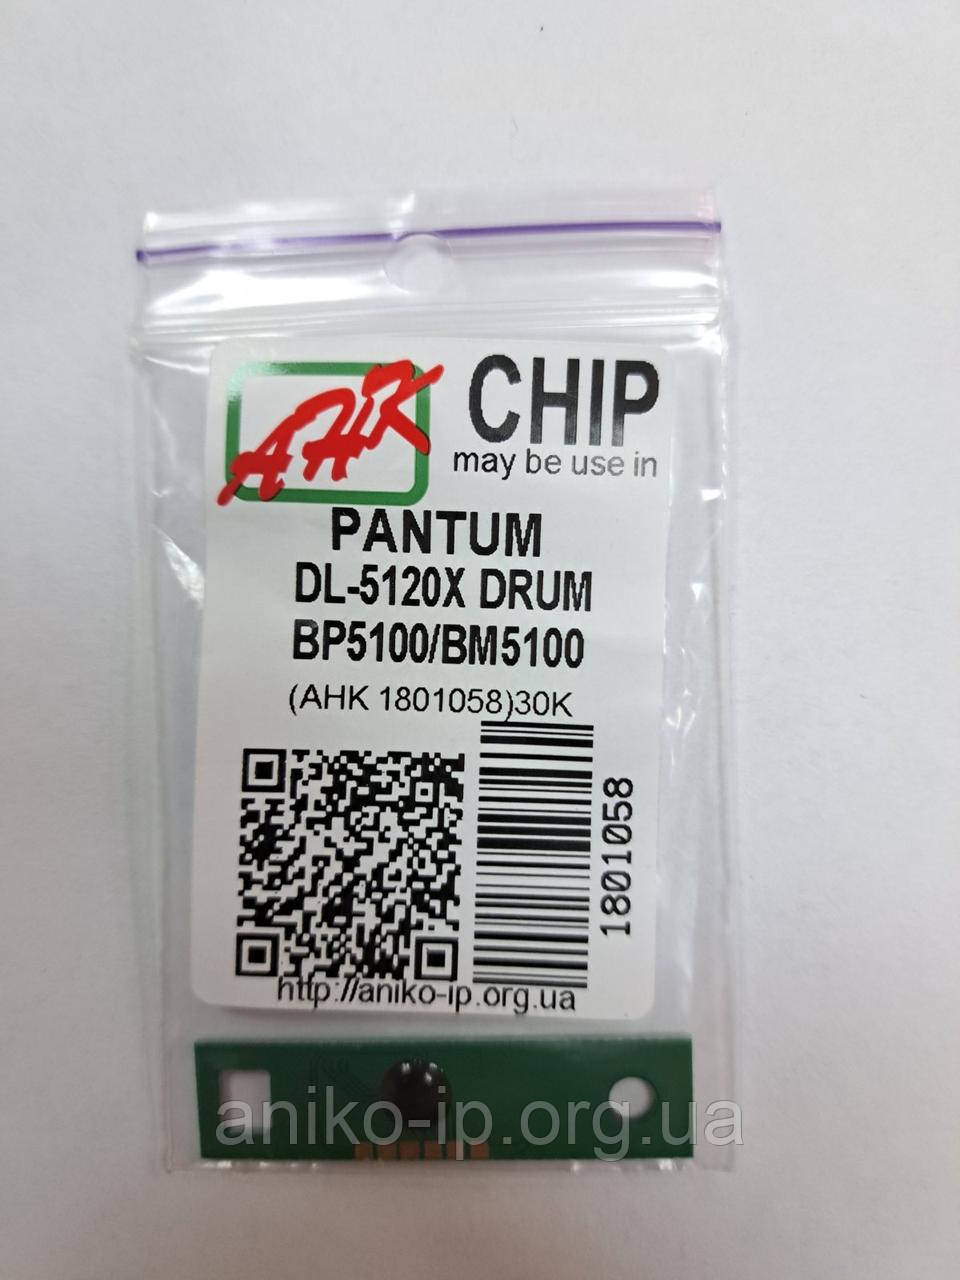 АНК
CHIP
may be use in
PANTUM
DL-5120X DRUM
BP5100/BM5100
(AHK 1801058)30K
1801058
http://aniko-ip.org.ua
aniko-ip.org.ua